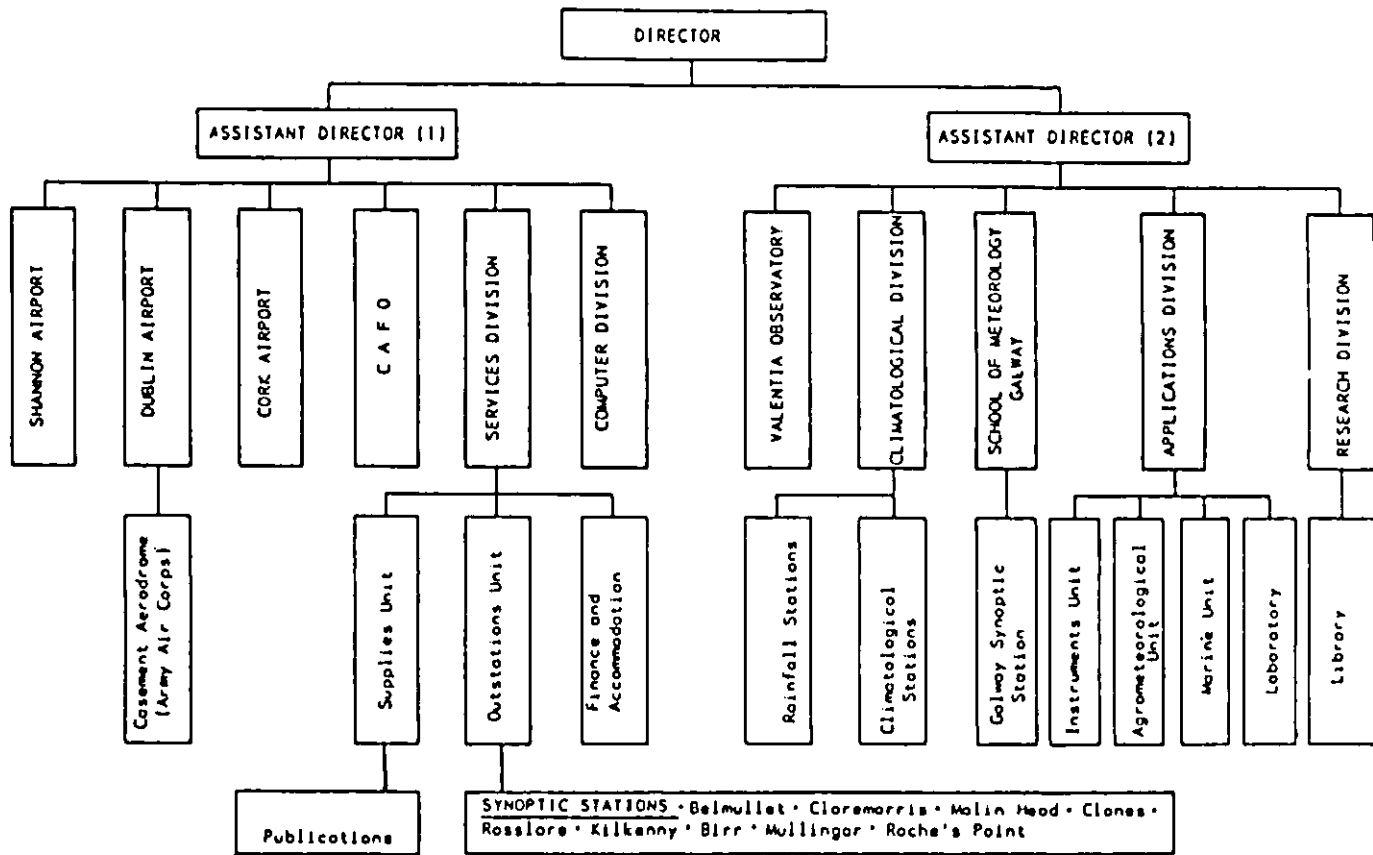 DIRECTOR
ASSISTANT DIRECTOR (1)
ASSISTANT DIRECTOR (2)
SHANNON AIRPORT
DUBLIN AIRPORT
CORK AIRPORT
C A F O
SERVICES DIVISION
COMPUTER DIVISION
VALENTIA OBSERVATORY
CLIMATOLOGICAL DIVISION
SCHOOL OF METEOROLOGY
GALWAY
APPLICATIONS DIVISION
RESEARCH DIVISION
Casement Aerodrome
(Army Air Corps)
Supplies Unit
Outstations Unit
Finance and
Accommodation
Rainfall Stations
Climatological
Stations
Galway Synoptic
Station
Instruments Unit
Agrometeorological
Unit
Marine Unit
Laboratory
Library
Publications
SYNOPTIC STATIONS · Belmullet · Claremorris · Malin Head · Clones ·
Rosslare · Kilkenny · Birr · Mullingar · Roche's Point